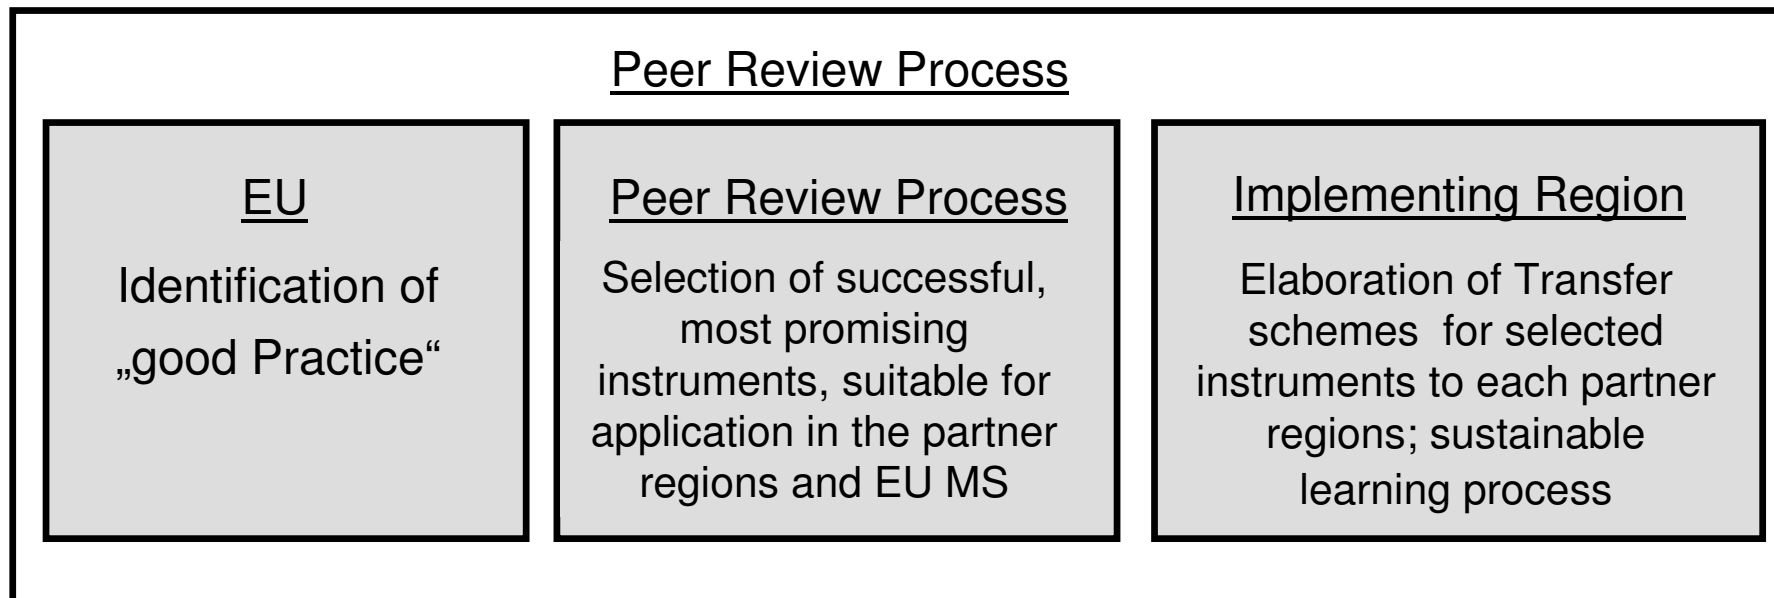 Peer Review Process
EU
Identification of
„good Practice“
Peer Review Process
Selection of successful,
most promising
instruments, suitable for
application in the partner
regions and EU MS
Implementing Region
Elaboration of Transfer
schemes  for selected
instruments to each partner
regions; sustainable
learning process